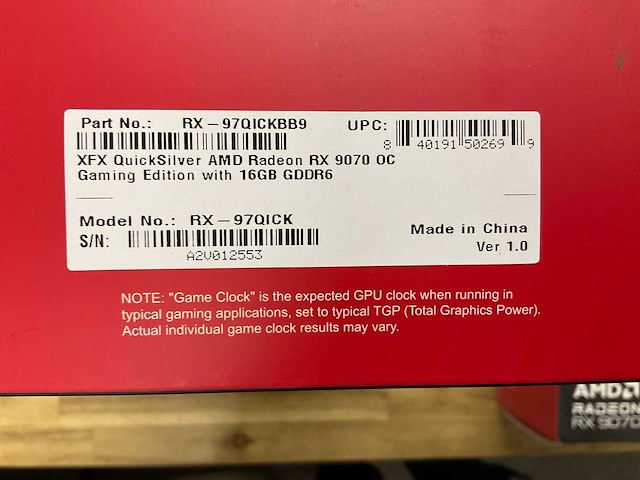 Part No.: RX-97QICKBB9
UPC:
8 40191 50269 9
XFX QuickSilver AMD Radeon RX 9070 OC
Gaming Edition with 16GB GDDR6
Model No.: RX-97QICK
S/N:
A2V012553
Made in China
Ver 1.0
NOTE: "Game Clock" is the expected GPU clock when running in
typical gaming applications, set to typical TGP (Total Graphics Power).
Actual individual game clock results may vary.
AMD
RADEON
RX 9070